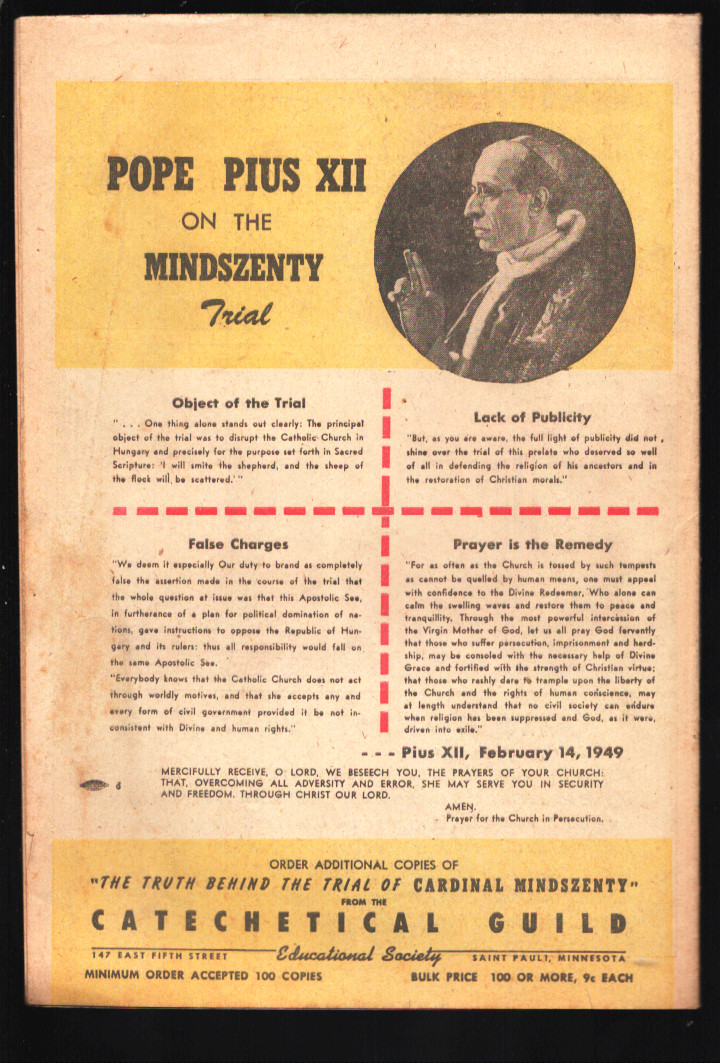 POPE PIUS XII
ON THE
MINDSZENTY
Trial
Object of the Trial
". . . One thing alone stands out clearly: The principal
object of the trial was to disrupt the Catholic Church in
Hungary and precisely for the purpose set forth in Sacred
Scripture: 'I will smite the shepherd, and the sheep of
the flock will be scattered.' "
Lack of Publicity
"But, as you are aware, the full light of publicity did not
shine over the trial of this prelate who deserved so well
of all in defending the religion of his ancestors and in
the restoration of Christian morals."
False Charges
"We deem it especially Our duty to brand as completely
false the assertion made in the course of the trial that
the whole question at issue was that this Apostolic See,
in furtherance of a plan for political domination of na-
tions, gave instructions to oppose the Republic of Hun-
gary and its rulers: thus all responsibility would fall on
the same Apostolic See.
"Everybody knows that the Catholic Church does not act
through worldly motives, and that she accepts any and
every form of civil government provided it be not in-
consistent with Divine and human rights."
Prayer is the Remedy
"For as often as the Church is tossed by such tempests
as cannot be quelled by human means, one must appeal
with confidence to the Divine Redeemer, Who alone can
calm the swelling waves and restore them to peace and
tranquillity. Through the most powerful intercession of
the Virgin Mother of God, let us all pray God fervently
that those who suffer persecution, imprisonment and hard-
ship, may be consoled with the necessary help of Divine
Grace and fortified with the strength of Christian virtue;
that those who rashly dare to trample upon the liberty of
the Church and the rights of human conscience, may
at length understand that no civil society can endure
when religion has been suppressed and God, as it were,
driven into exile."
- - - Pius XII, February 14, 1949
MERCIFULLY RECEIVE, O LORD, WE BESEECH YOU, THE PRAYERS OF YOUR CHURCH:
THAT, OVERCOMING ALL ADVERSITY AND ERROR, SHE MAY SERVE YOU IN SECURITY
AND FREEDOM. THROUGH CHRIST OUR LORD.
AMEN.
Prayer for the Church in Persecution.
6
ORDER ADDITIONAL COPIES OF
"THE TRUTH BEHIND THE TRIAL OF CARDINAL MINDSZENTY"
FROM THE
CATECHETICAL GUILD
147 EAST FIFTH STREET Educational Society SAINT PAUL 1, MINNESOTA
MINIMUM ORDER ACCEPTED 100 COPIES BULK PRICE 100 OR MORE, 9c EACH